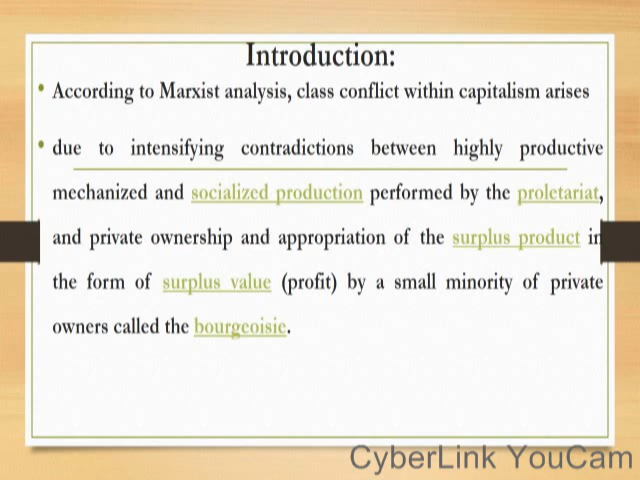 Introduction:
• According to Marxist analysis, class conflict within capitalism arises
• due to intensifying contradictions between highly productive
mechanized and socialized production performed by the proletariat,
and private ownership and appropriation of the surplus product in
the form of surplus value (profit) by a small minority of private
owners called the bourgeoisie.
CyberLink YouCam